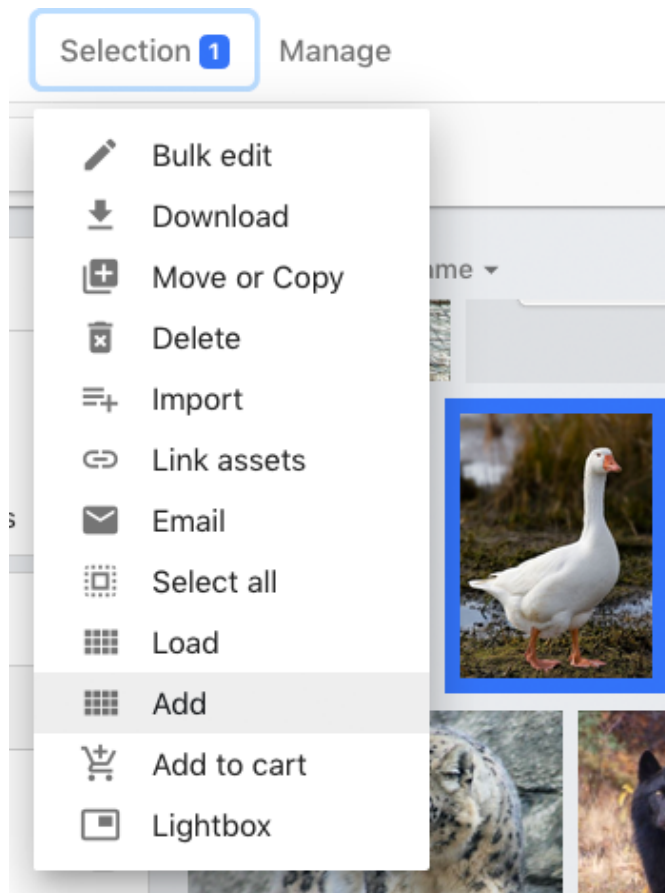 Selection 1 Manage
Bulk edit
Download
Move or Copy
Delete
Import
Link assets
Email
Select all
Load
Add
Add to cart
Lightbox